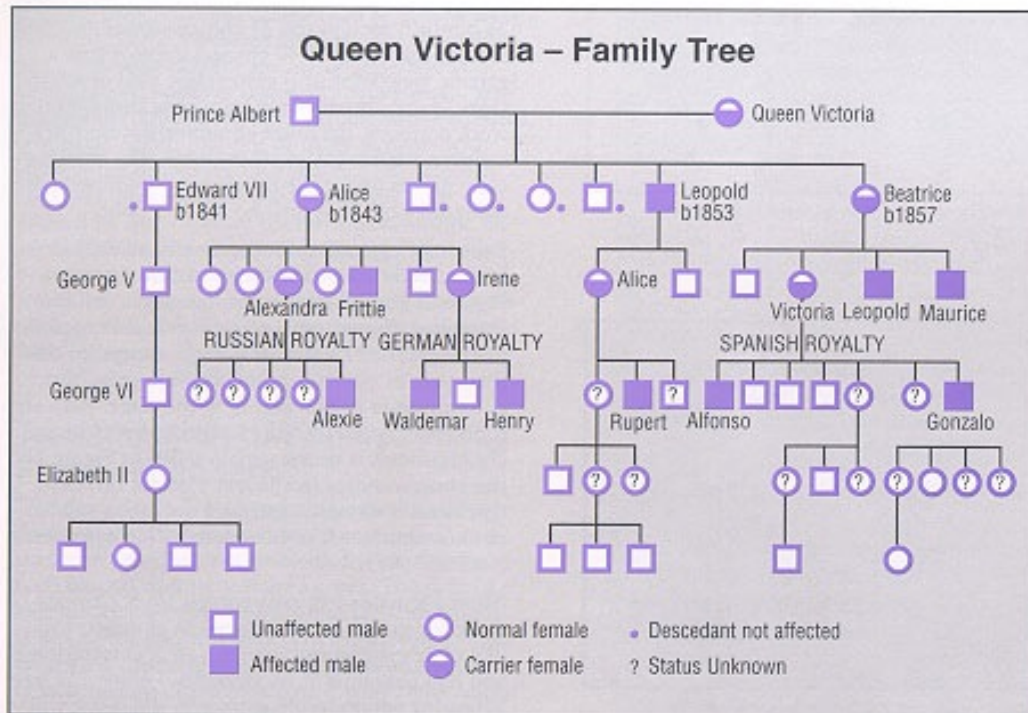 Queen Victoria – Family Tree
Prince Albert
Queen Victoria
Edward VII
b1841
Alice
b1843
Leopold
b1853
Beatrice
b1857
George V
Alexandra Frittie
Irene
Alice
Victoria Leopold Maurice
RUSSIAN ROYALTY GERMAN ROYALTY
SPANISH ROYALTY
George VI
? ? ? ?
Alexie
Waldemar Henry
? Rupert ?
Alfonso
? ?
Gonzalo
Elizabeth II
? ?
? ? ? ? ?
Unaffected male
Normal female
Descedant not affected
Affected male
Carrier female
? Status Unknown